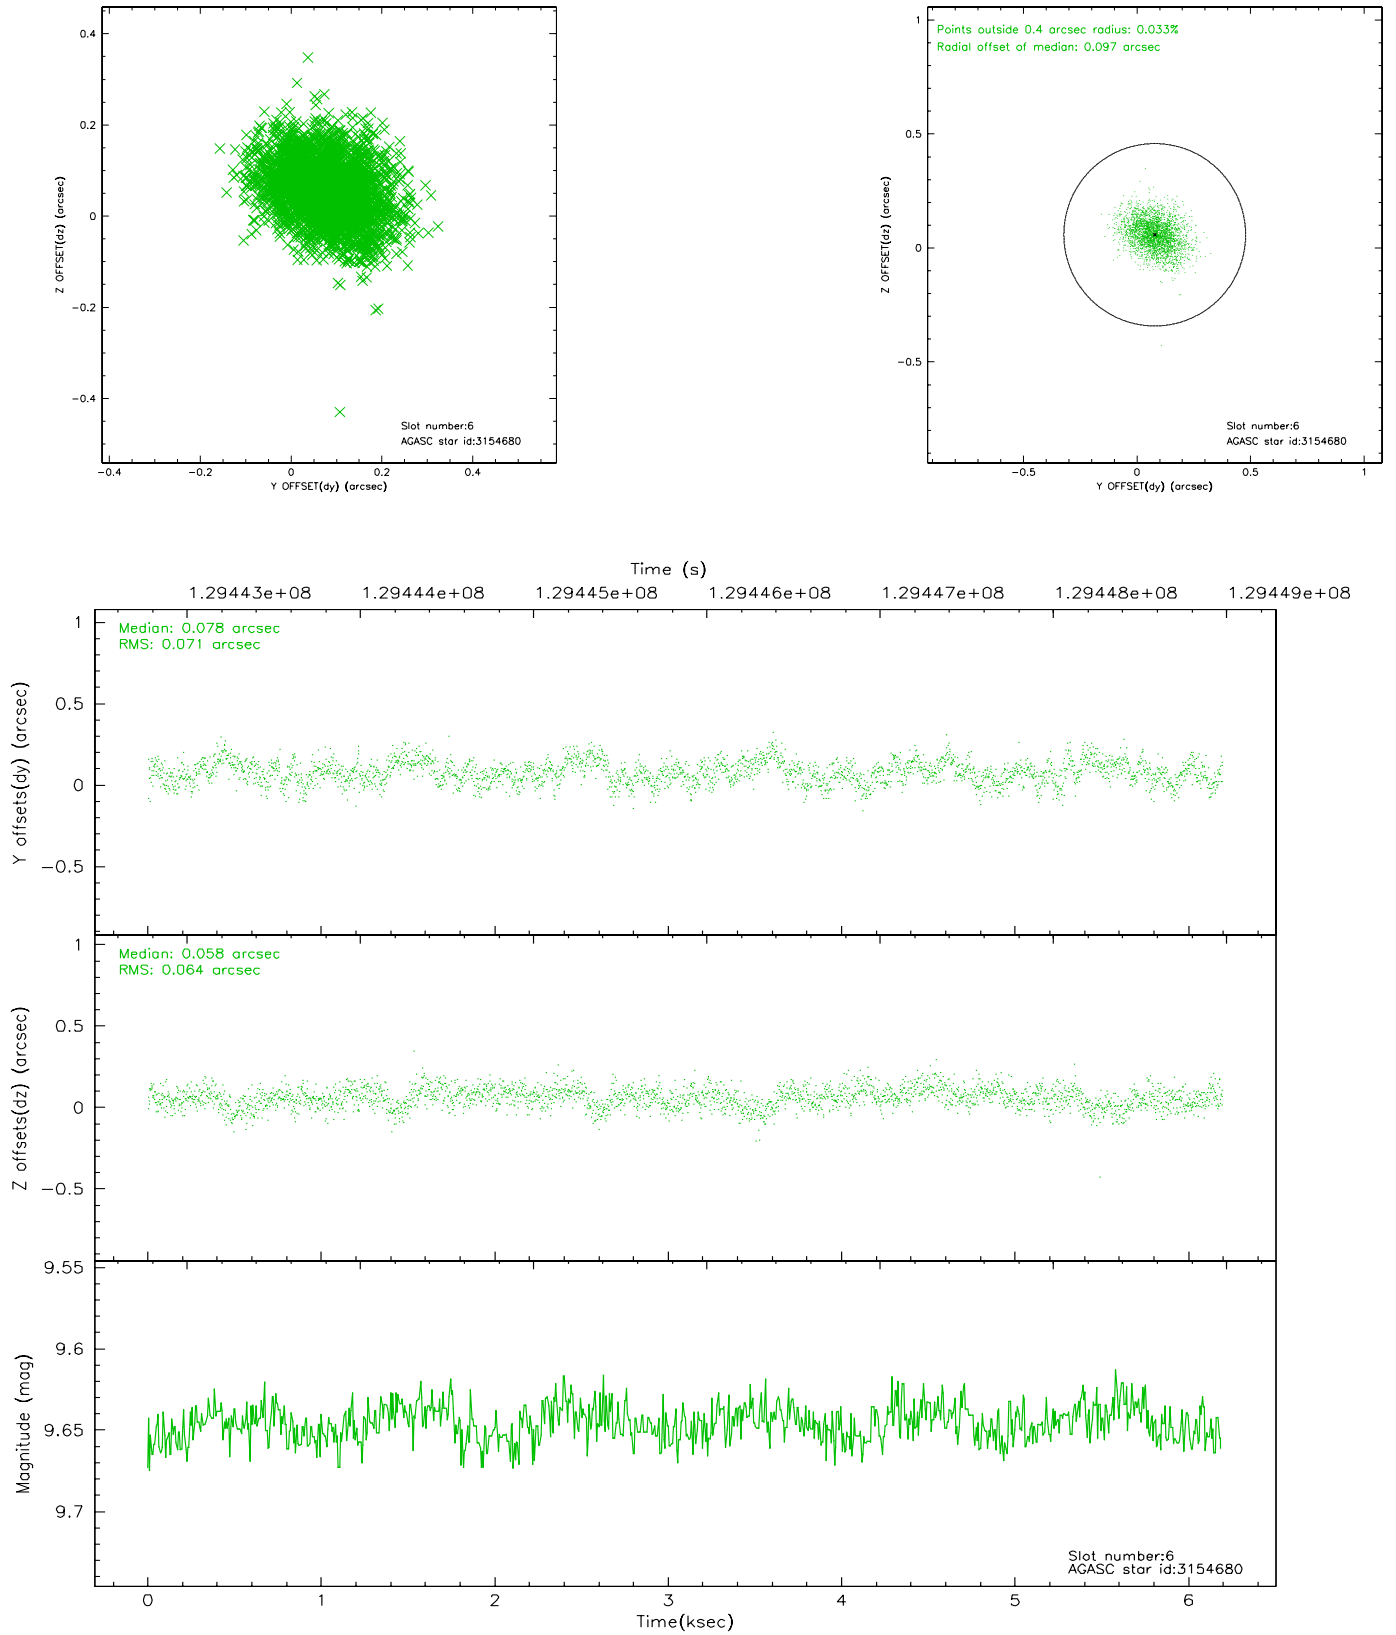 0.4
0.2
0
-0.2
-0.4
Z OFFSET(dz) (arcsec)
Slot number:6
AGASC star id:3154680
-0.4 -0.2 0 0.2 0.4
Y OFFSET(dy) (arcsec)
Points outside 0.4 arcsec radius: 0.033%
Radial offset of median: 0.097 arcsec
1
0.5
0
-0.5
Z OFFSET(dz) (arcsec)
Slot number:6
AGASC star id:3154680
-0.5 0 0.5 1
Y OFFSET(dy) (arcsec)
Time (s)
1.29443e+08 1.29444e+08 1.29445e+08 1.29446e+08 1.29447e+08 1.29448e+08 1.29449e+08
Median: 0.078 arcsec
RMS: 0.071 arcsec
1
0.5
0
-0.5
Y offsets(dy) (arcsec)
Median: 0.058 arcsec
RMS: 0.064 arcsec
1
0.5
0
-0.5
Z offsets(dz) (arcsec)
9.55
9.6
9.65
9.7
Magnitude (mag)
Slot number:6
AGASC star id:3154680
0 1 2 3 4 5 6
Time(ksec)